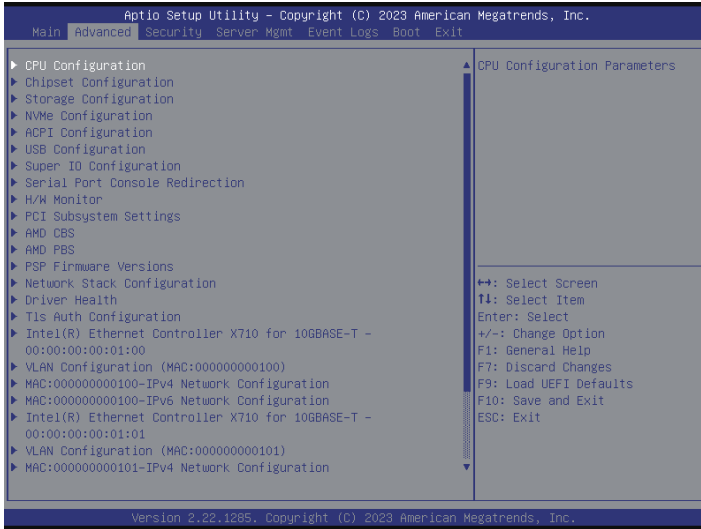 Aptio Setup Utility – Copyright (C) 2023 American Megatrends, Inc.
Main Advanced Security Server Mgmt Event Logs Boot Exit
CPU Configuration
Chipset Configuration
Storage Configuration
NVMe Configuration
ACPI Configuration
USB Configuration
Super IO Configuration
Serial Port Console Redirection
H/W Monitor
PCI Subsystem Settings
AMD CBS
AMD PBS
PSP Firmware Versions
Network Stack Configuration
Driver Health
Tls Auth Configuration
Intel(R) Ethernet Controller X710 for 10GBASE-T -
00:00:00:00:01:00
VLAN Configuration (MAC:000000000100)
MAC:000000000100-IPv4 Network Configuration
MAC:000000000100-IPv6 Network Configuration
Intel(R) Ethernet Controller X710 for 10GBASE-T -
00:00:00:00:01:01
VLAN Configuration (MAC:000000000101)
MAC:000000000101-IPv4 Network Configuration
CPU Configuration Parameters
↔: Select Screen
↑↓: Select Item
Enter: Select
+/-: Change Option
F1: General Help
F7: Discard Changes
F9: Load UEFI Defaults
F10: Save and Exit
ESC: Exit
Version 2.22.1285. Copyright (C) 2023 American Megatrends, Inc.